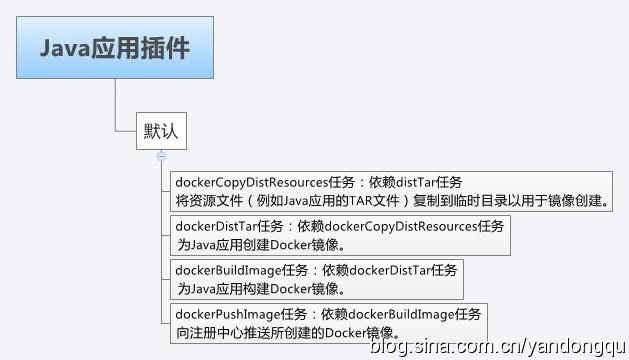 Java应用插件
默认
dockerCopyDistResources任务：依赖distTar任务
将资源文件（例如Java应用的TAR文件）复制到临时目录以用于镜像创建。
dockerDistTar任务：依赖dockerCopyDistResources任务
为Java应用创建Docker镜像。
dockerBuildImage任务：依赖dockerDistTar任务
为Java应用构建Docker镜像。
dockerPushImage任务：依赖dockerBuildImage任务
向注册中心推送所创建的Docker镜像。
blog.sina.com.cn/yandongqu